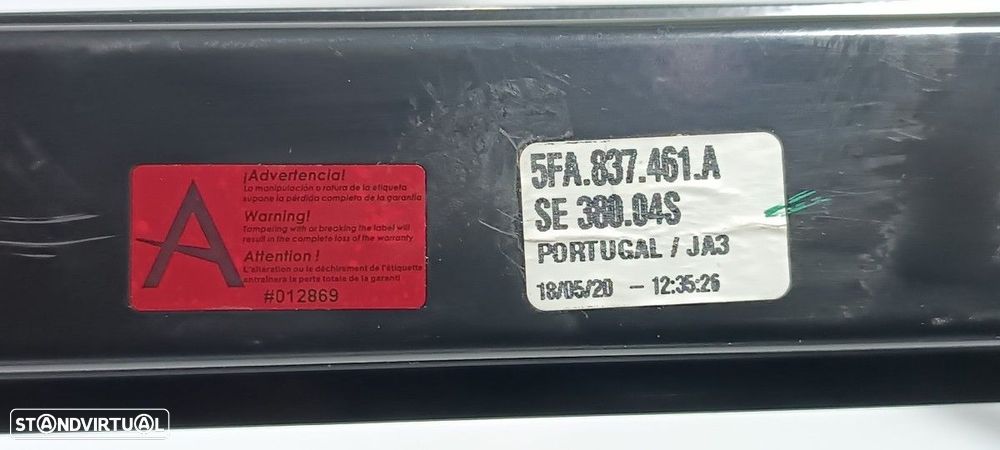 ¡Advertencia!
La manipulación o rotura de la etiqueta
supone la pérdida completa de la garantía
Warning!
Tampering with or breaking the label will
result in the complete loss of the warranty
Attention !
L'altération ou le déchirement de l'étiquette
entraînera la perte totale de la garanti
#012869
A
5FA.837.461.A
SE 380.04S
PORTUGAL / JA3
18/05/20 - 12:35:26
STANDVIRTUAL